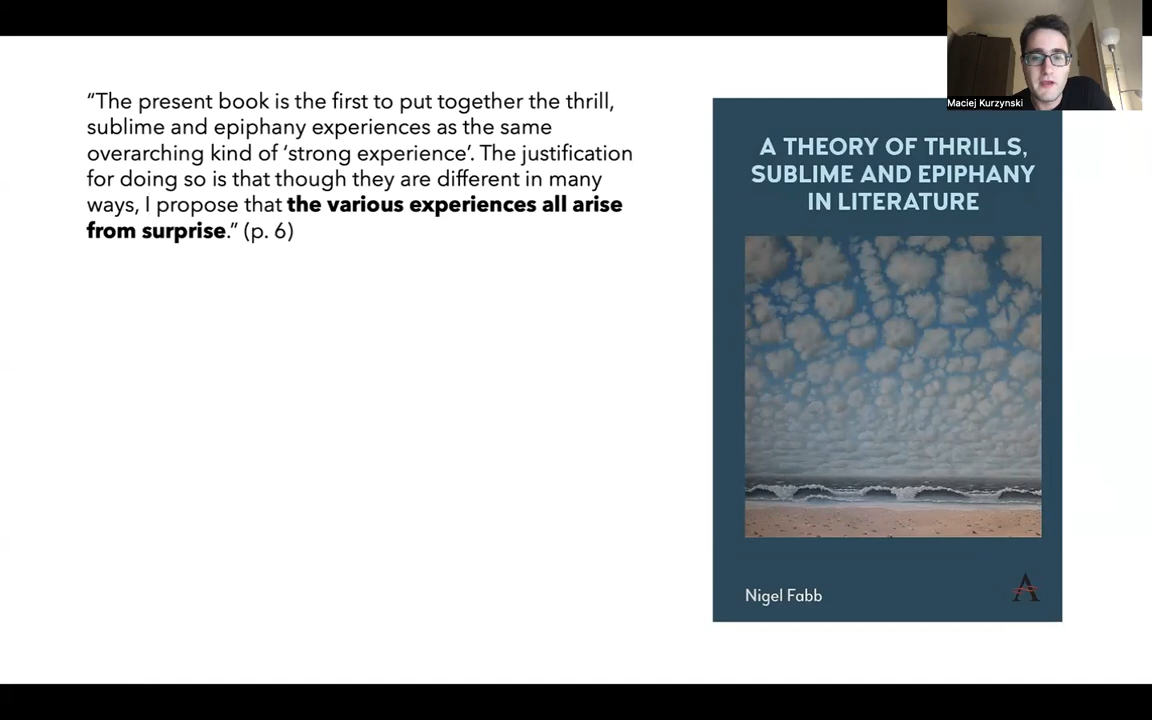 “The present book is the first to put together the thrill,
sublime and epiphany experiences as the same
overarching kind of ‘strong experience’. The justification
for doing so is that though they are different in many
ways, I propose that the various experiences all arise
from surprise.” (p. 6)
Maciej Kurzynski
A THEORY OF THRILLS,
SUBLIME AND EPIPHANY
IN LITERATURE
Nigel Fabb
A